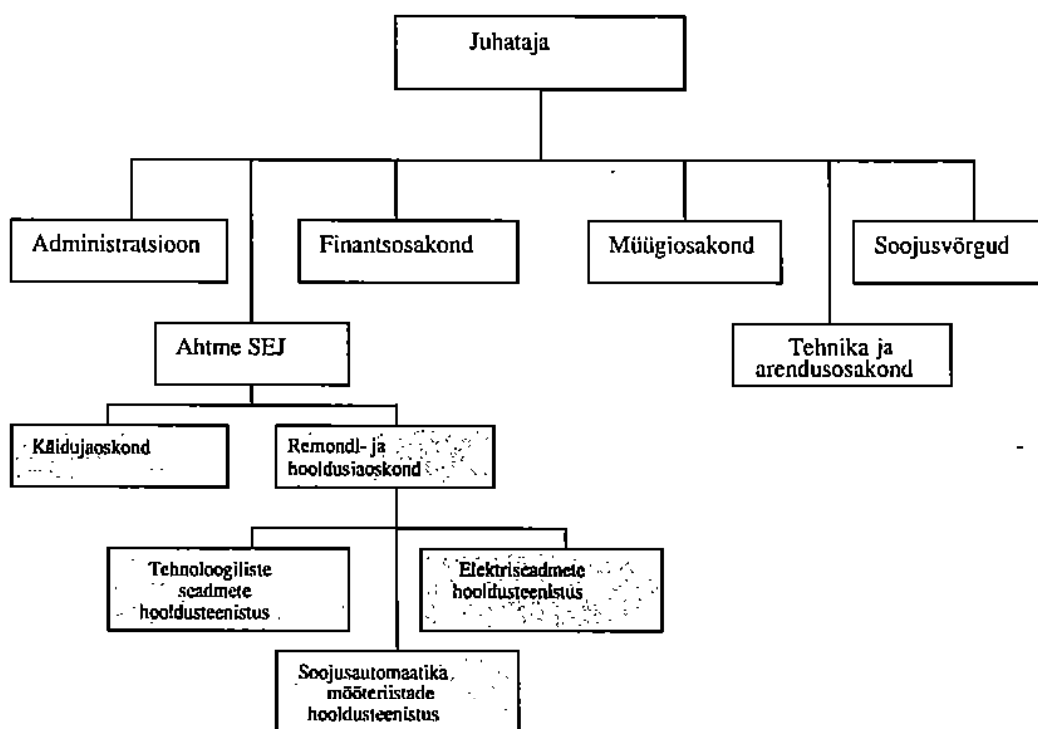 Juhataja
Administratsioon
Finantsosakond
Müügiosakond
Soojusvõrgud
Ahtme SEJ
Tehnika ja
arendusosakond
Käidujaoskond
Remondi- ja
hooldusjaoskond
Tehnoloogiliste
seadmete
hooldusteenistus
Elektriseadmete
hooldusteenistus
Soojusautomaatika,
mõõteriistade
hooldusteenistus